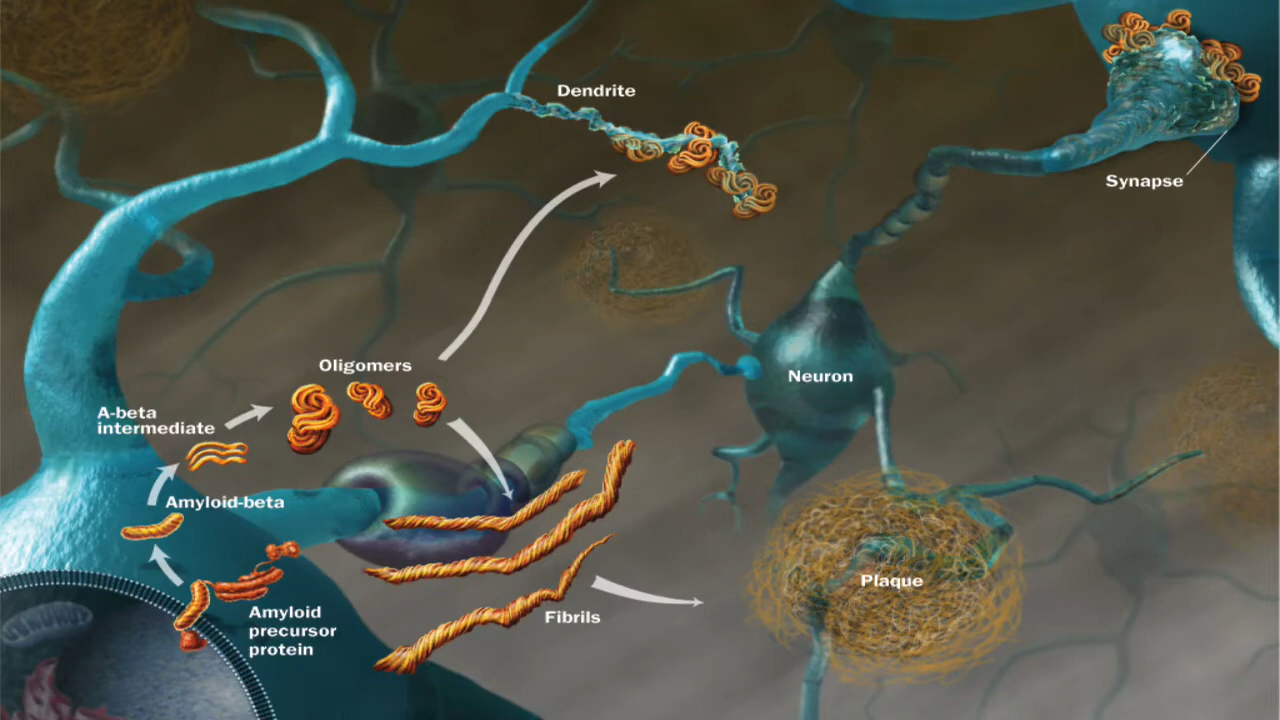 Dendrite
Synapse
Oligomers
Neuron
A-beta
intermediate
Amyloid-beta
Plaque
Amyloid
precursor
protein
Fibrils